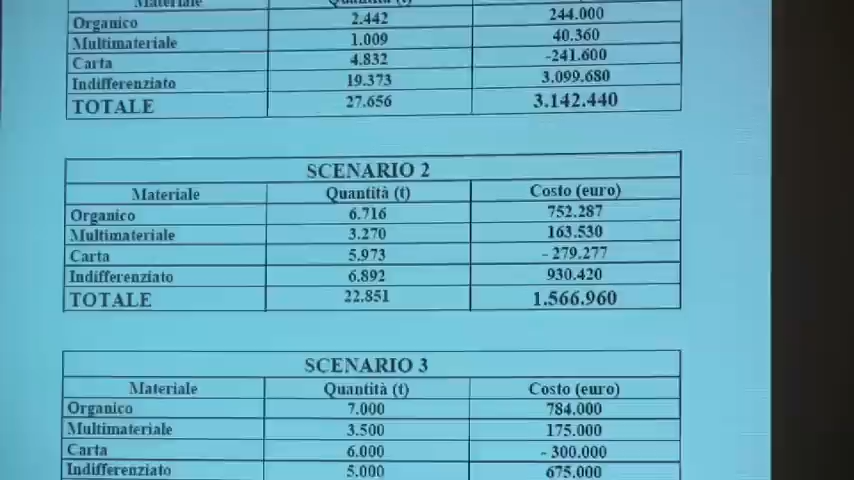 Materiale Quantità (t)
Organico 2.442 244.000
Multimateriale 1.009 40.360
Carta 4.832 -241.600
Indifferenziato 19.373 3.099.680
TOTALE 27.656 3.142.440
SCENARIO 2
Materiale Quantità (t) Costo (euro)
Organico 6.716 752.287
Multimateriale 3.270 163.530
Carta 5.973 - 279.277
Indifferenziato 6.892 930.420
TOTALE 22.851 1.566.960
SCENARIO 3
Materiale Quantità (t) Costo (euro)
Organico 7.000 784.000
Multimateriale 3.500 175.000
Carta 6.000 - 300.000
Indifferenziato 5.000 675.000